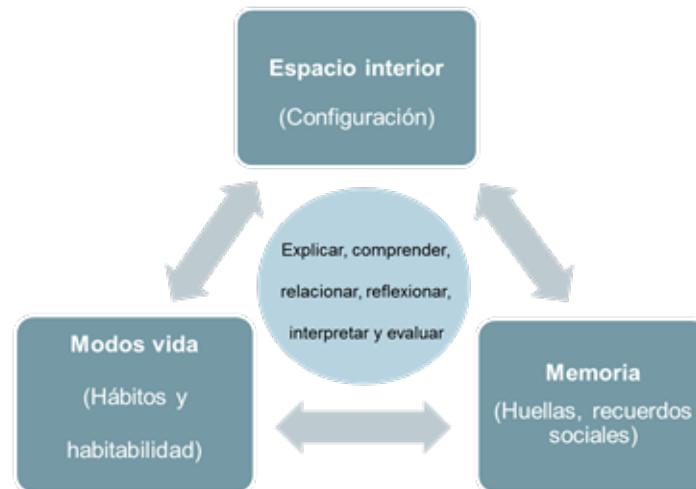 Espacio interior
(Configuración)
Explicar, comprender,
relacionar, reflexionar,
interpretar y evaluar
Modos vida
(Hábitos y
habitabilidad)
Memoria
(Huellas, recuerdos
sociales)